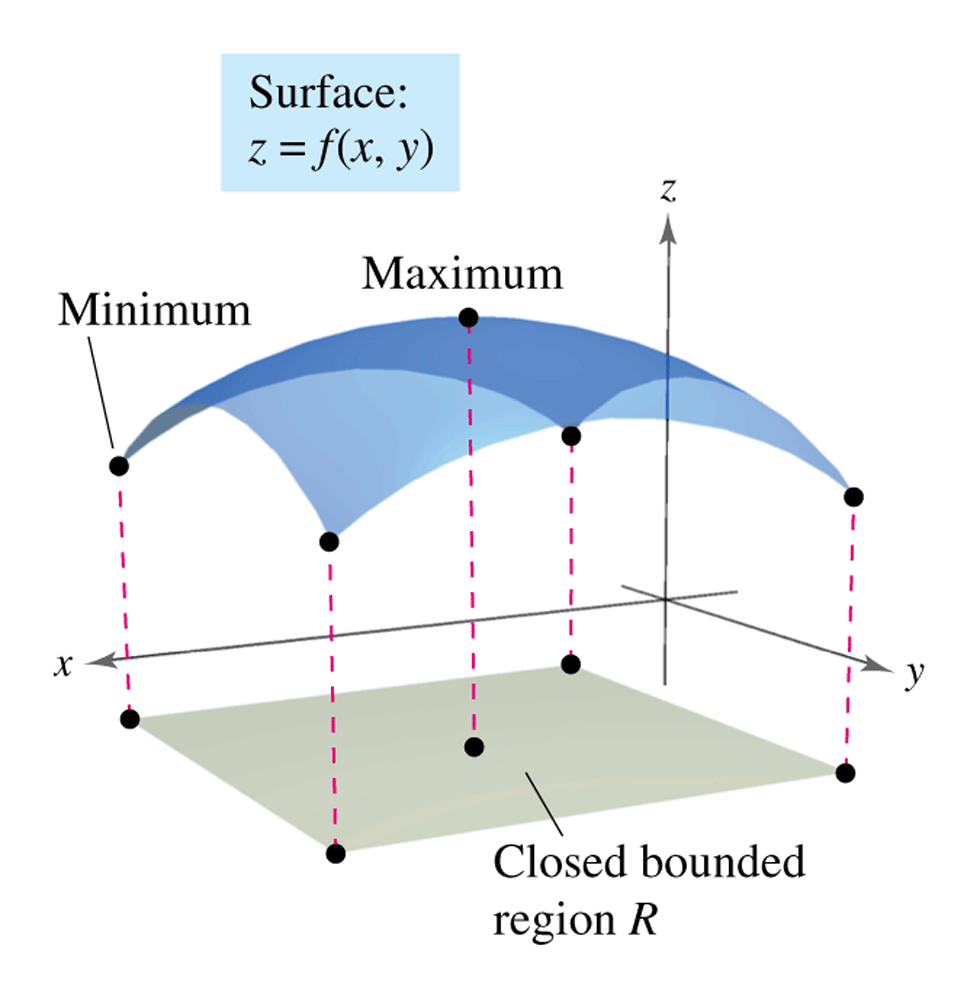 Surface:
z = f(x, y)
z
Maximum
Minimum
x
y
Closed bounded
region R